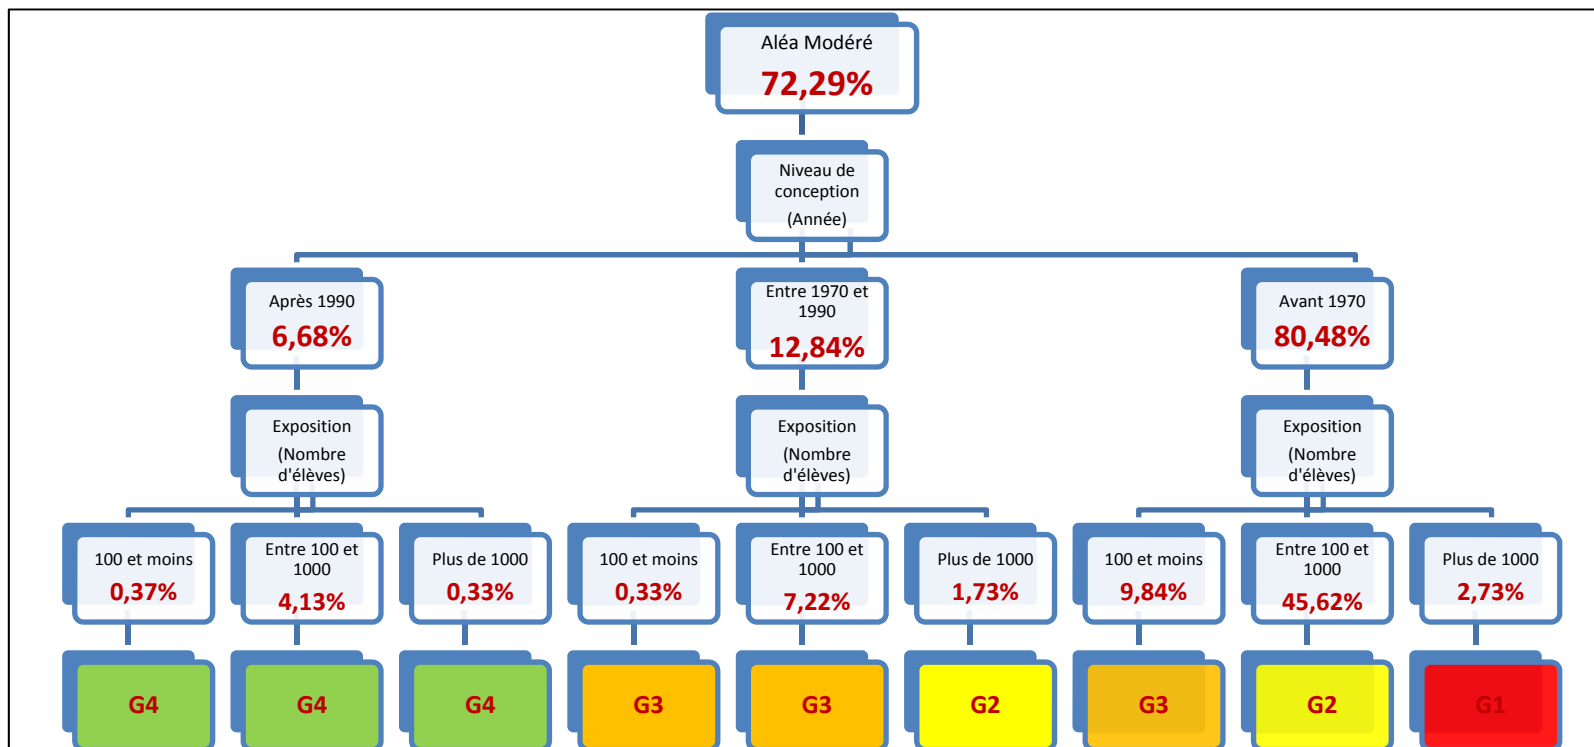 Aléa Modéré
72,29%
Niveau de
conception
(Année)
Après 1990
6,68%
Entre 1970 et
1990
12,84%
Avant 1970
80,48%
Exposition
(Nombre
d'élèves)
Exposition
(Nombre
d'élèves)
Exposition
(Nombre
d'élèves)
100 et moins
0,37%
Entre 100 et
1000
4,13%
Plus de 1000
0,33%
100 et moins
0,33%
Entre 100 et
1000
7,22%
Plus de 1000
1,73%
100 et moins
9,84%
Entre 100 et
1000
45,62%
Plus de 1000
2,73%
G4
G4
G4
G3
G3
G2
G3
G2
G1